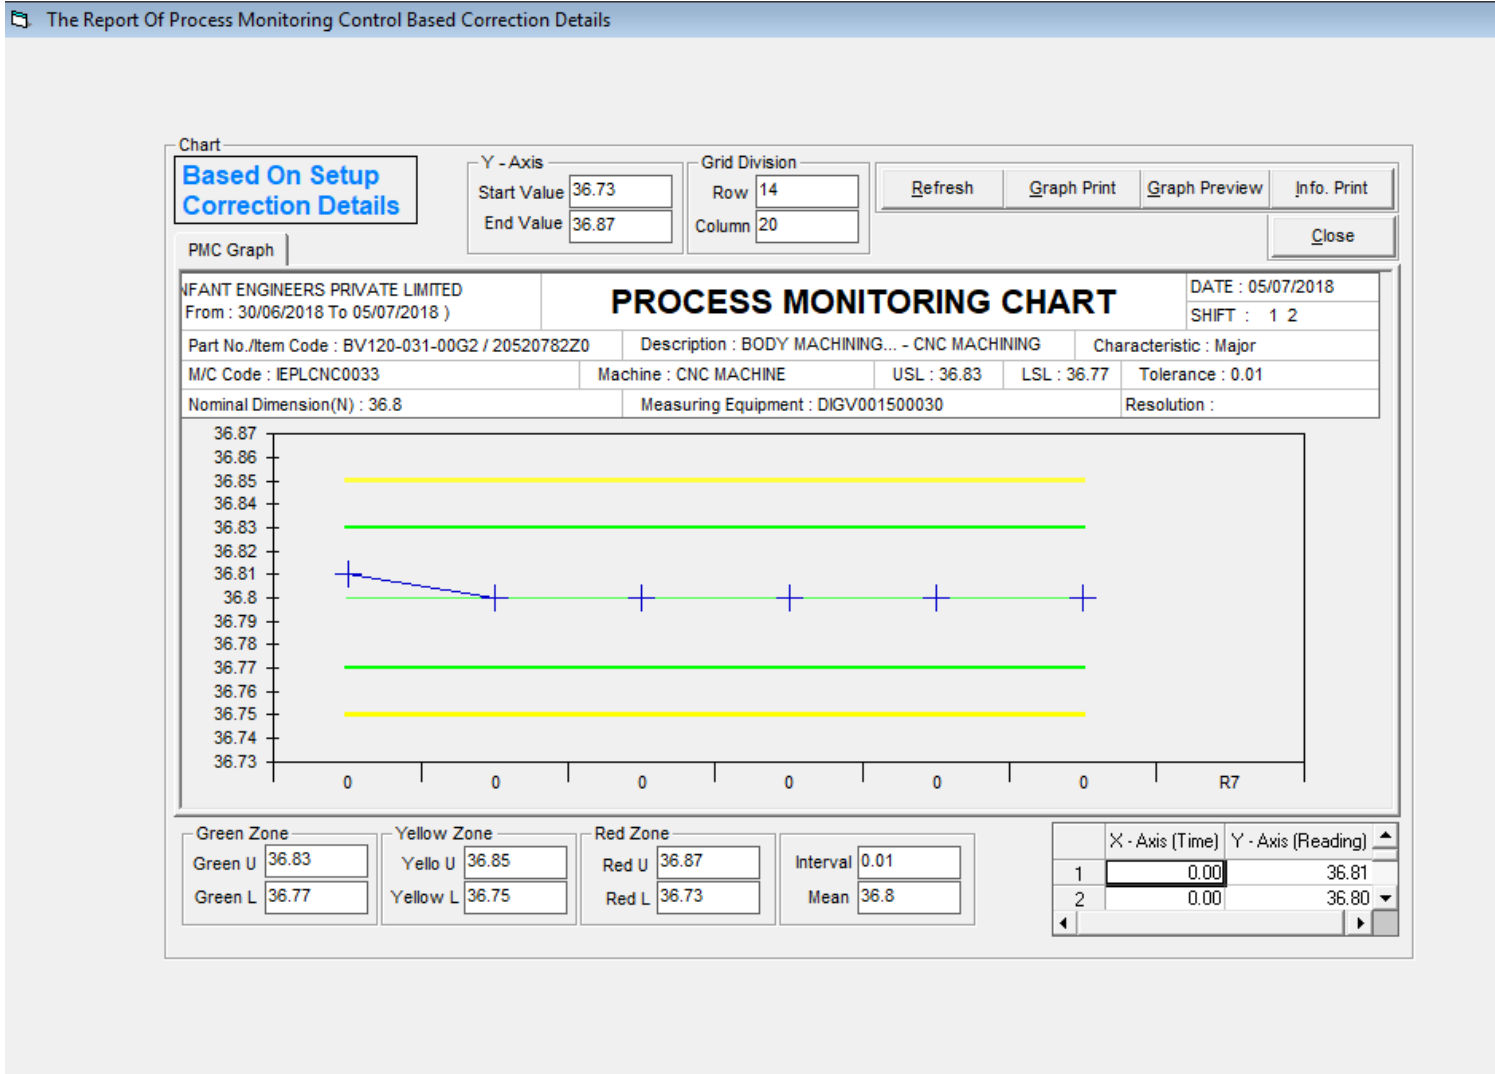 The Report Of Process Monitoring Control Based Correction Details
Chart
Based On Setup
Correction Details
Y - Axis
Start Value 36.73
End Value 36.87
Grid Division
Row 14
Column 20
Refresh Graph Print Graph Preview Info. Print
Close
PMC Graph
NFANT ENGINEERS PRIVATE LIMITED
From : 30/06/2018 To 05/07/2018 )
PROCESS MONITORING CHART
DATE : 05/07/2018
SHIFT : 1 2
Part No./Item Code : BV120-031-00G2 / 20520782Z0 Description : BODY MACHINING... - CNC MACHINING Characteristic : Major
M/C Code : IEPLCNC0033 Machine : CNC MACHINE USL : 36.83 LSL : 36.77 Tolerance : 0.01
Nominal Dimension(N) : 36.8 Measuring Equipment : DIGV001500030 Resolution :
36.87
36.86
36.85
36.84
36.83
36.82
36.81
36.8
36.79
36.78
36.77
36.76
36.75
36.74
36.73
0 0 0 0 0 0 R7
Green Zone
Green U 36.83
Green L 36.77
Yellow Zone
Yello U 36.85
Yellow L 36.75
Red Zone
Red U 36.87
Red L 36.73
Interval 0.01
Mean 36.8
X - Axis (Time) Y - Axis (Reading)
1 0.00 36.81
2 0.00 36.80